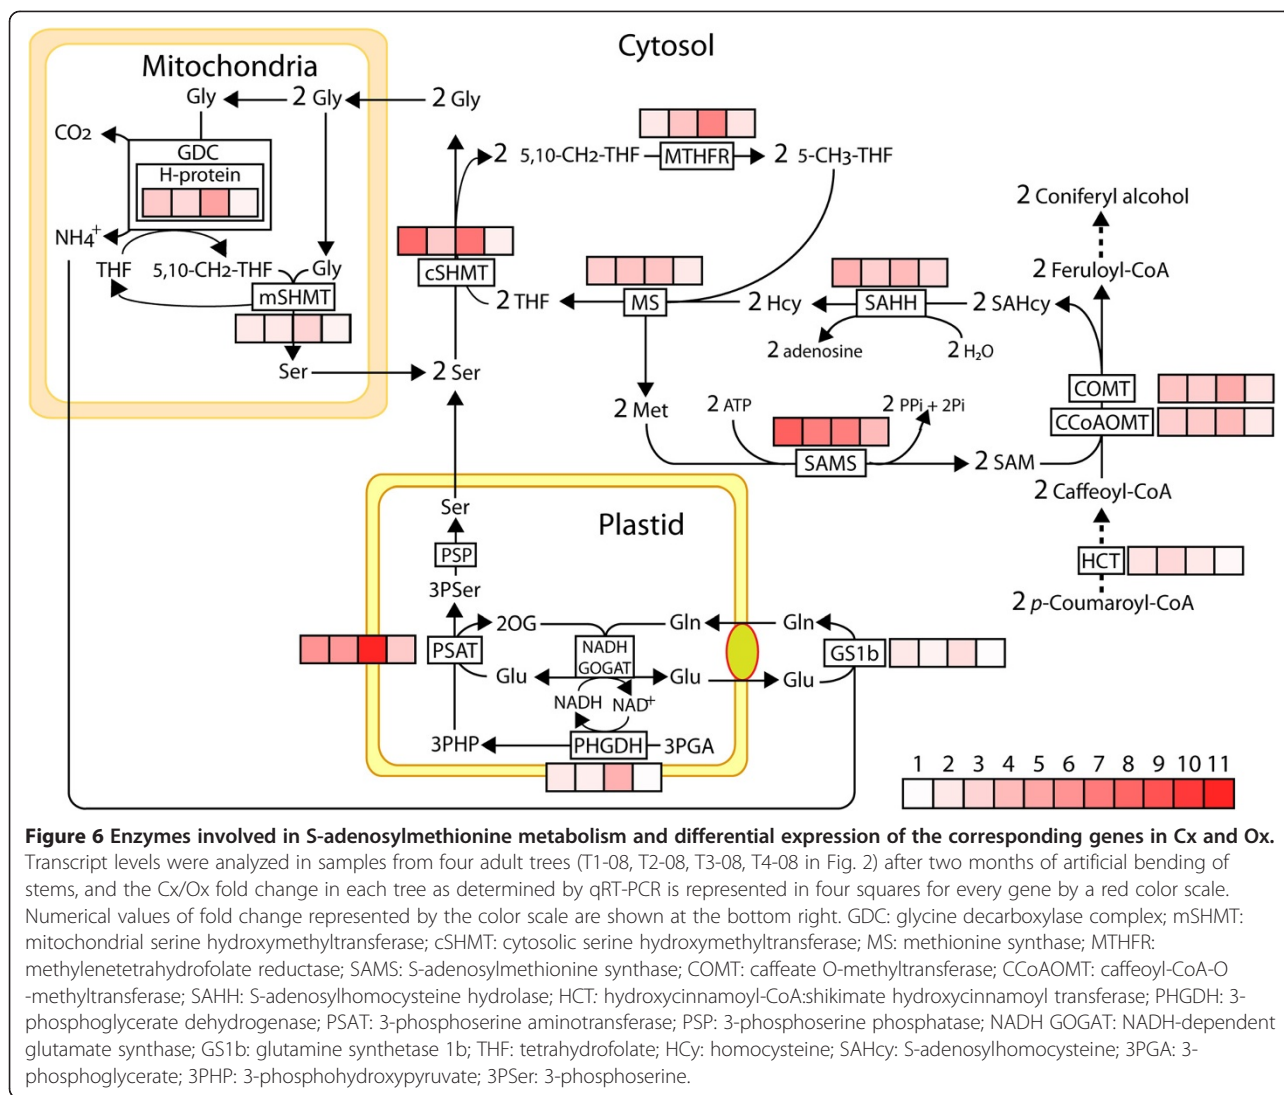 Cytosol
Mitochondria
Gly
2 Gly
2 Gly
CO2
GDC
H-protein
NH4+
THF
5,10-CH2-THF
Gly
mSHMT
Ser
2 Ser
2 5,10-CH2-THF
MTHFR
2 5-CH3-THF
cSHMT
2 THF
MS
2 Hcy
SAHH
2 SAHcy
2 adenosine
2 H2O
2 Coniferyl alcohol
2 Feruloyl-CoA
COMT
CCoAOMT
2 Met
2 ATP
2 PPi + 2Pi
SAMS
2 SAM
2 Caffeoyl-CoA
HCT
2 p-Coumaroyl-CoA
Plastid
Ser
PSP
3PSer
PSAT
2OG
NADH
GOGAT
Gln
Gln
Glu
Glu
Glu
GS1b
NADH
NAD+
3PHP
PHGDH
3PGA
1 2 3 4 5 6 7 8 9 10 11
Figure 6 Enzymes involved in S-adenosylmethionine metabolism and differential expression of the corresponding genes in Cx and Ox.
Transcript levels were analyzed in samples from four adult trees (T1-08, T2-08, T3-08, T4-08 in Fig. 2) after two months of artificial bending of
stems, and the Cx/Ox fold change in each tree as determined by qRT-PCR is represented in four squares for every gene by a red color scale.
Numerical values of fold change represented by the color scale are shown at the bottom right. GDC: glycine decarboxylase complex; mSHMT:
mitochondrial serine hydroxymethyltransferase; cSHMT: cytosolic serine hydroxymethyltransferase; MS: methionine synthase; MTHFR:
methylenetetrahydrofolate reductase; SAMS: S-adenosylmethionine synthase; COMT: caffeate O-methyltransferase; CCoAOMT: caffeoyl-CoA-O
-methyltransferase; SAHH: S-adenosylhomocysteine hydrolase; HCT: hydroxycinnamoyl-CoA:shikimate hydroxycinnamoyl transferase; PHGDH: 3-
phosphoglycerate dehydrogenase; PSAT: 3-phosphoserine aminotransferase; PSP: 3-phosphoserine phosphatase; NADH GOGAT: NADH-dependent
glutamate synthase; GS1b: glutamine synthetase 1b; THF: tetrahydrofolate; HCy: homocysteine; SAHcy: S-adenosylhomocysteine; 3PGA: 3-
phosphoglycerate; 3PHP: 3-phosphohydroxypyruvate; 3PSer: 3-phosphoserine.